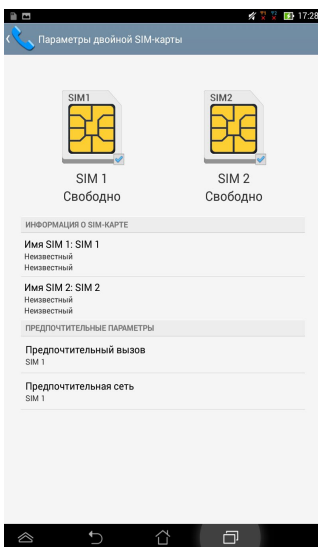 17:28
Параметры двойной SIM-карты
SIM1 SIM2
SIM 1 SIM 2
Свободно Свободно
ИНФОРМАЦИЯ О SIM-КАРТЕ
Имя SIM 1: SIM 1
Неизвестный
Неизвестный
Имя SIM 2: SIM 2
Неизвестный
Неизвестный
ПРЕДПОЧТИТЕЛЬНЫЕ ПАРАМЕТРЫ
Предпочтительный вызов
SIM 1
Предпочтительная сеть
SIM 1